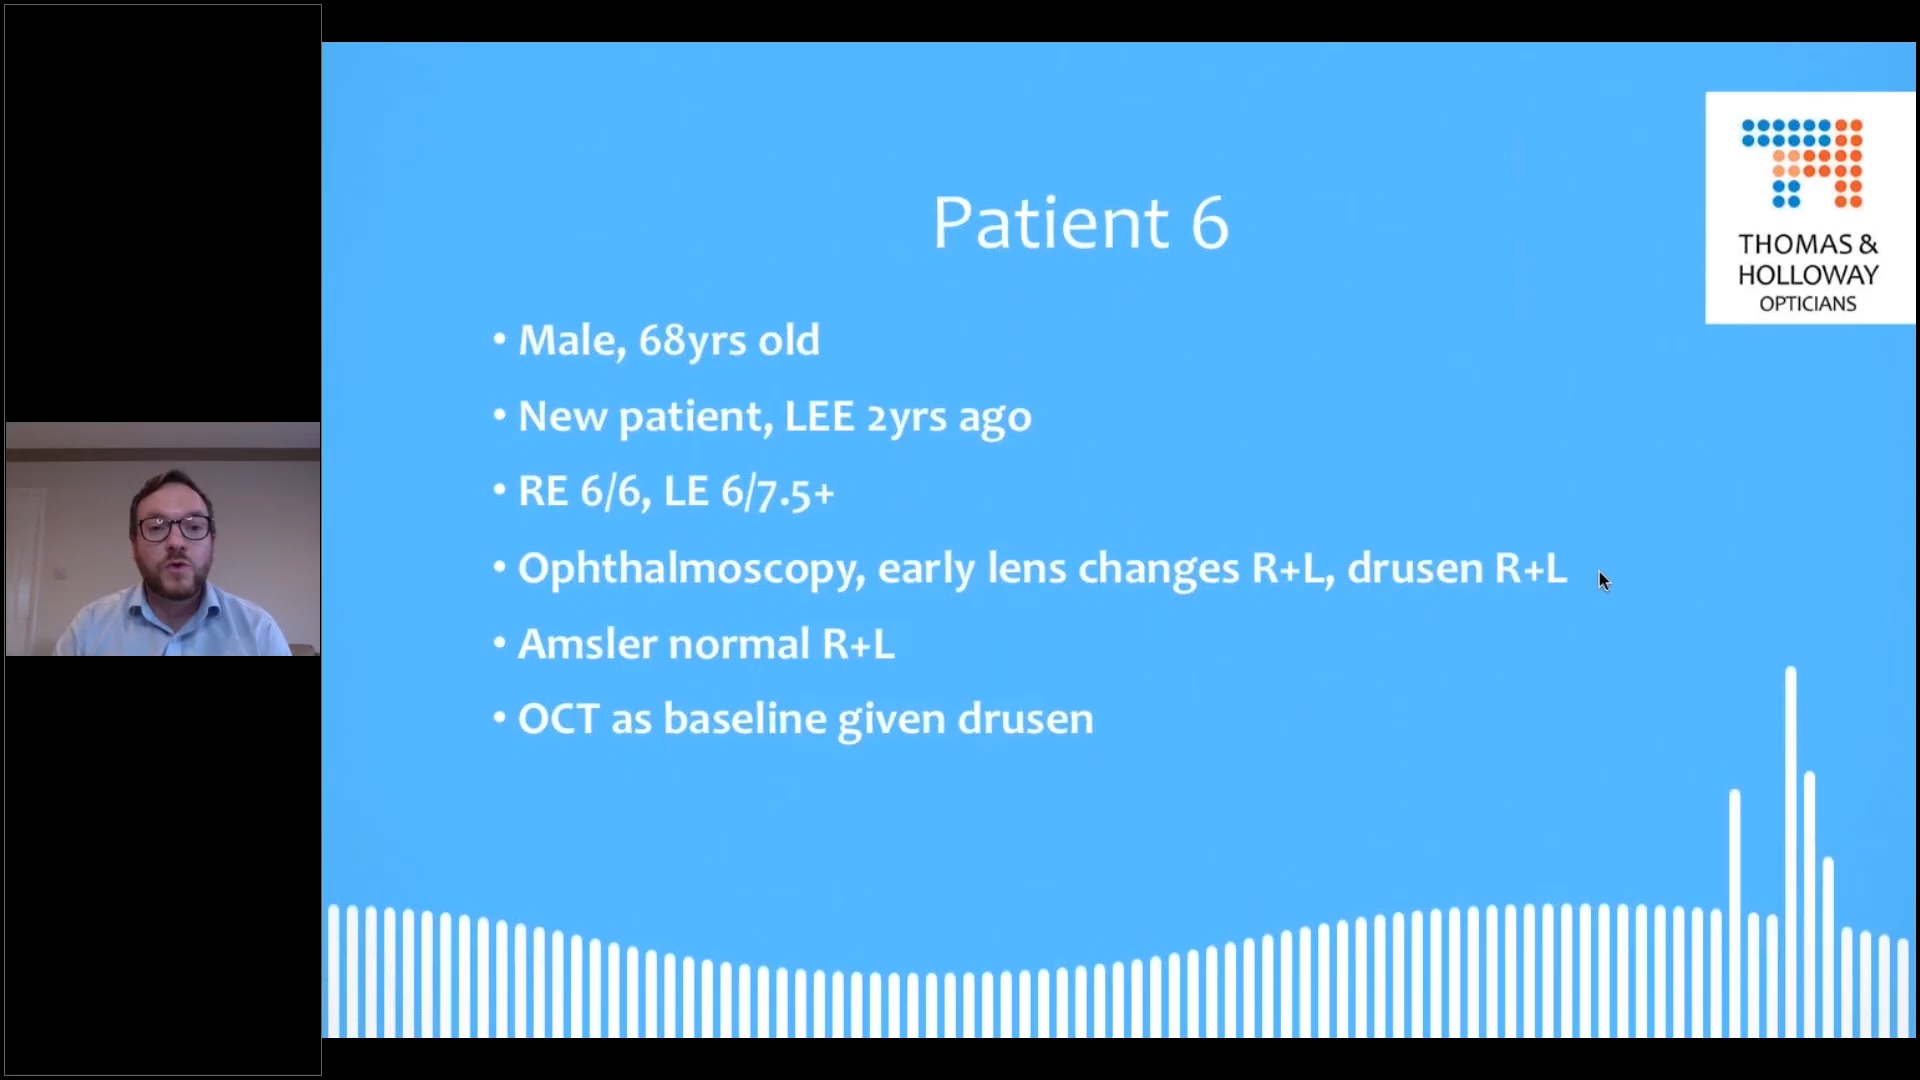 Patient 6
THOMAS &
HOLLOWAY
OPTICIANS
• Male, 68yrs old
• New patient, LEE 2yrs ago
• RE 6/6, LE 6/7.5+
• Ophthalmoscopy, early lens changes R+L, drusen R+L
• Amsler normal R+L
• OCT as baseline given drusen